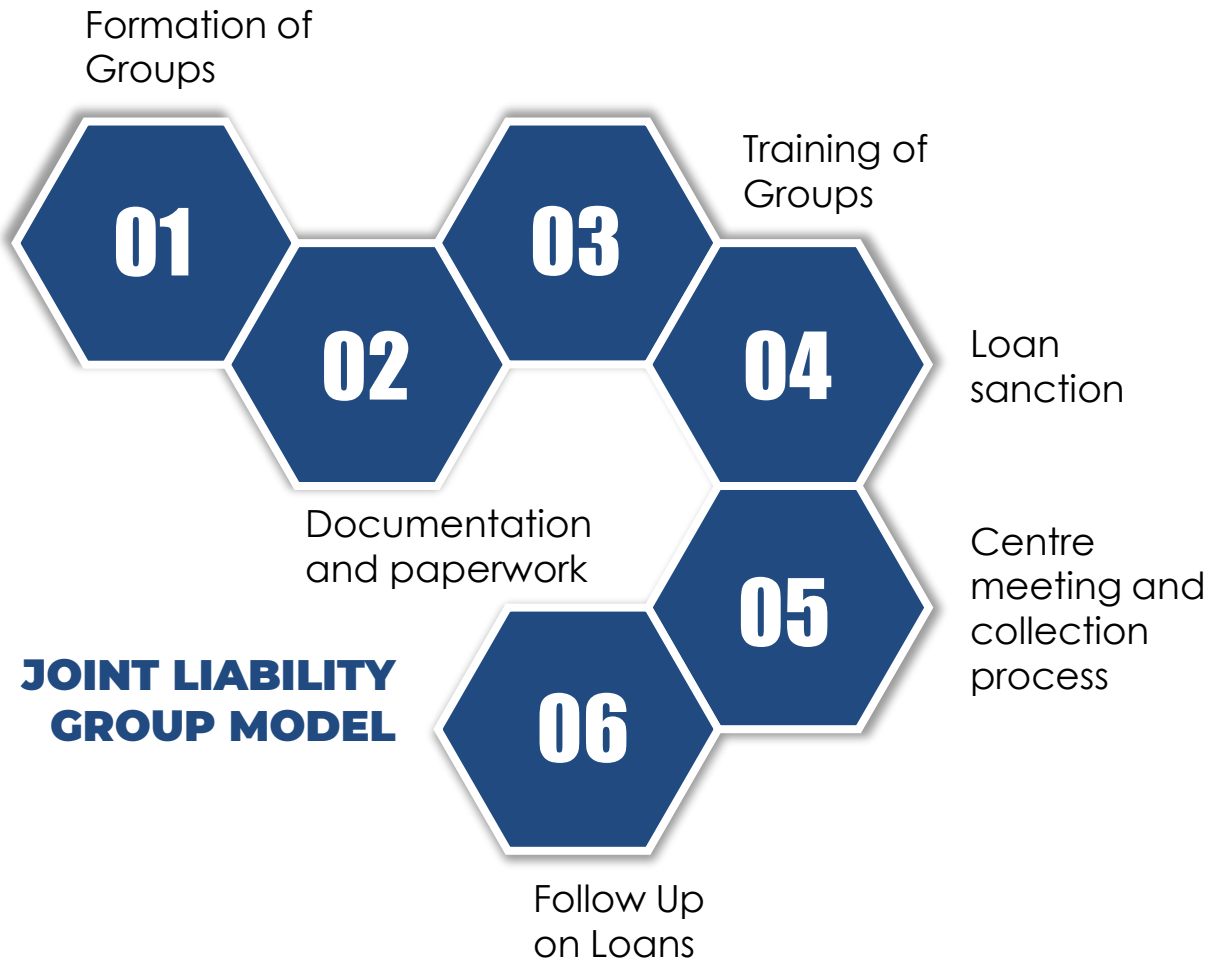 Formation of
Groups
01
02
Documentation
and paperwork
03
Training of
Groups
04
Loan
sanction
05
Centre
meeting and
collection
process
06
Follow Up
on Loans
JOINT LIABILITY
GROUP MODEL